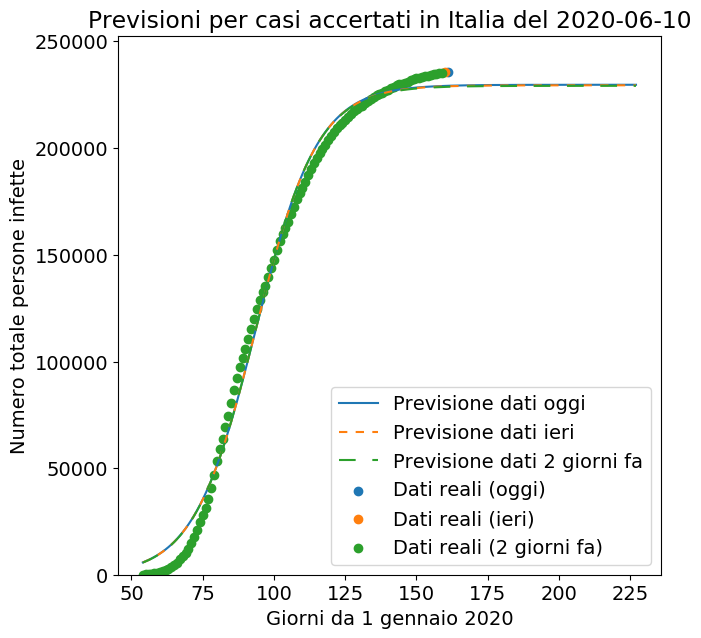 Previsioni per casi accertati in Italia del 2020-06-10
Numero totale persone infette
250000
200000
150000
100000
50000
0
50
75
100
125
150
175
200
225
Giorni da 1 gennaio 2020
Previsione dati oggi
Previsione dati ieri
Previsione dati 2 giorni fa
Dati reali (oggi)
Dati reali (ieri)
Dati reali (2 giorni fa)